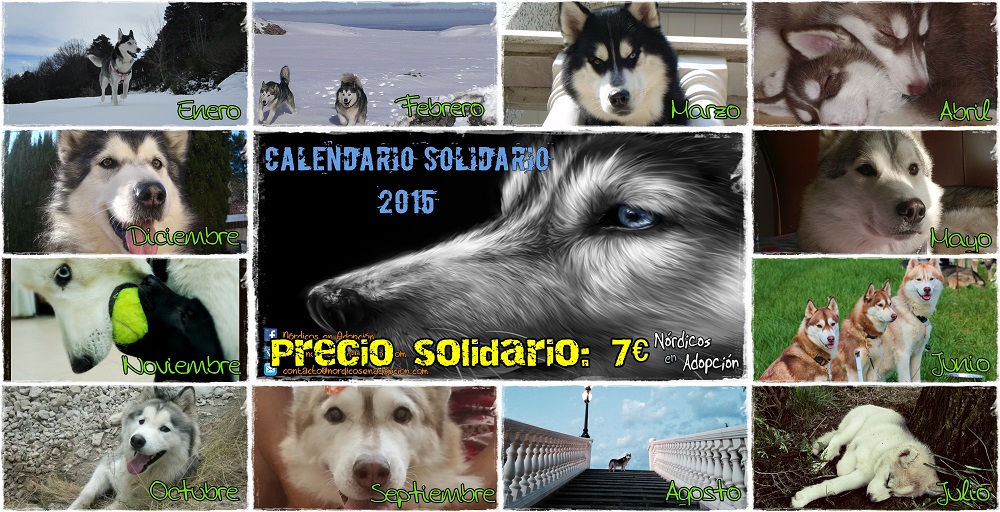 Enero
Febrero
Marzo
Abril
CALENDARIO SOLIDARIO
2015
Diciembre
Mayo
Noviembre
Nórdicos en Adopción
.com
contacto@nordicosenadopcion.com
Precio solidario: 7€
Nórdicos
en Adopción
Junio
Octubre
Septiembre
Agosto
Julio